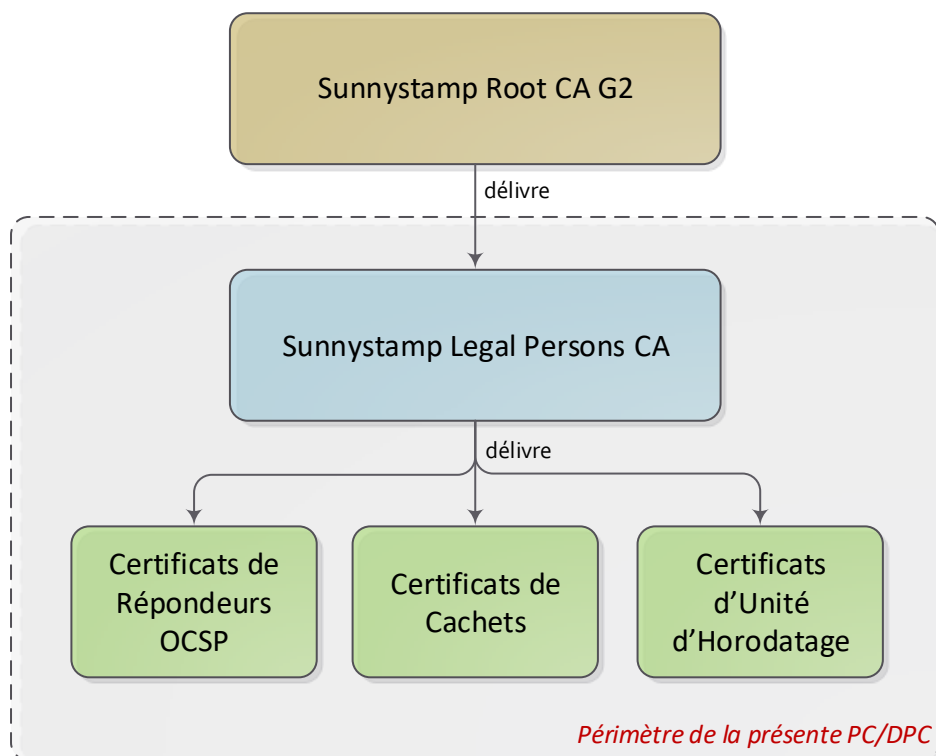 Sunnystamp Root CA G2
délivre
Sunnystamp Legal Persons CA
délivre
Certificats de
Répondeurs
OCSP
Certificats de
Cachets
Certificats
d’Unité
d’Horodatage
Périmètre de la présente PC/DPC